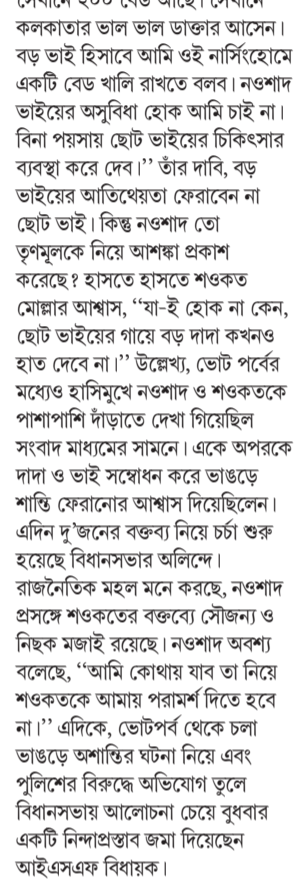 সেখানে ২০০ বেড আছে। সেখানে
কলকাতার ভাল ভাল ডাক্তার আসেন।
বড় ভাই হিসাবে আমি ওই নার্সিংহোমে
একটি বেড খালি রাখতে বলব। নওশাদ
ভাইয়ের অসুবিধা হোক আমি চাই না।
বিনা পয়সায় ছোট ভাইয়ের চিকিৎসার
ব্যবস্থা করে দেব।’’ তাঁর দাবি, বড়
ভাইয়ের আতিথেয়তা ফেরাবেন না
ছোট ভাই। কিন্তু নওশাদ তো
তৃণমূলকে নিয়ে আশঙ্কা প্রকাশ
করেছে? হাসতে হাসতে শওকত
মোল্লার আশ্বাস, ‘‘যা-ই হোক না কেন,
ছোট ভাইয়ের গায়ে বড় দাদা কখনও
হাত দেবে না।’’ উল্লেখ্য, ভোট পর্বের
মধ্যেও হাসিমুখে নওশাদ ও শওকতকে
পাশাপাশি দাঁড়াতে দেখা গিয়েছিল
সংবাদ মাধ্যমের সামনে। একে অপরকে
দাদা ও ভাই সম্বোধন করে ভাঙড়ে
শান্তি ফেরানোর আশ্বাস দিয়েছিলেন।
এদিন দু’জনের বক্তব্য নিয়ে চর্চা শুরু
হয়েছে বিধানসভার অলিন্দে।
রাজনৈতিক মহল মনে করছে, নওশাদ
প্রসঙ্গে শওকতের বক্তব্যে সৌজন্য ও
নিছক মজাই রয়েছে। নওশাদ অবশ্য
বলেছে, ‘‘আমি কোথায় যাব তা নিয়ে
শওকতকে আমায় পরামর্শ দিতে হবে
না।’’ এদিকে, ভোটপর্ব থেকে চলা
ভাঙড়ে অশান্তির ঘটনা নিয়ে এবং
পুলিশের বিরুদ্ধে অভিযোগ তুলে
বিধানসভায় আলোচনা চেয়ে বুধবার
একটি নিন্দাপ্রস্তাব জমা দিয়েছেন
আইএসএফ বিধায়ক।